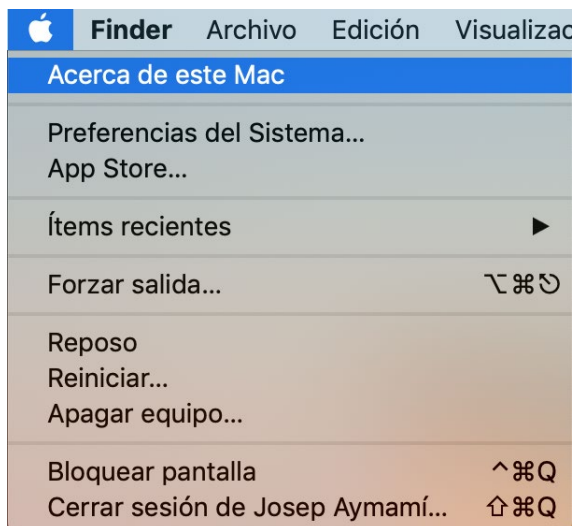 Finder Archivo Edición Visualizac
Acerca de este Mac
Preferencias del Sistema...
App Store...
Ítems recientes ▶
Forzar salida... ⌥⌘⎋
Reposo
Reiniciar...
Apagar equipo...
Bloquear pantalla ^⌘Q
Cerrar sesión de Josep Aymamí... ⇧⌘Q